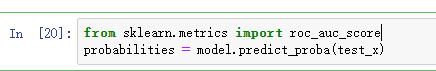 In [20]: from sklearn.metrics import roc_auc_score
probabilities = model.predict_proba(test_x)